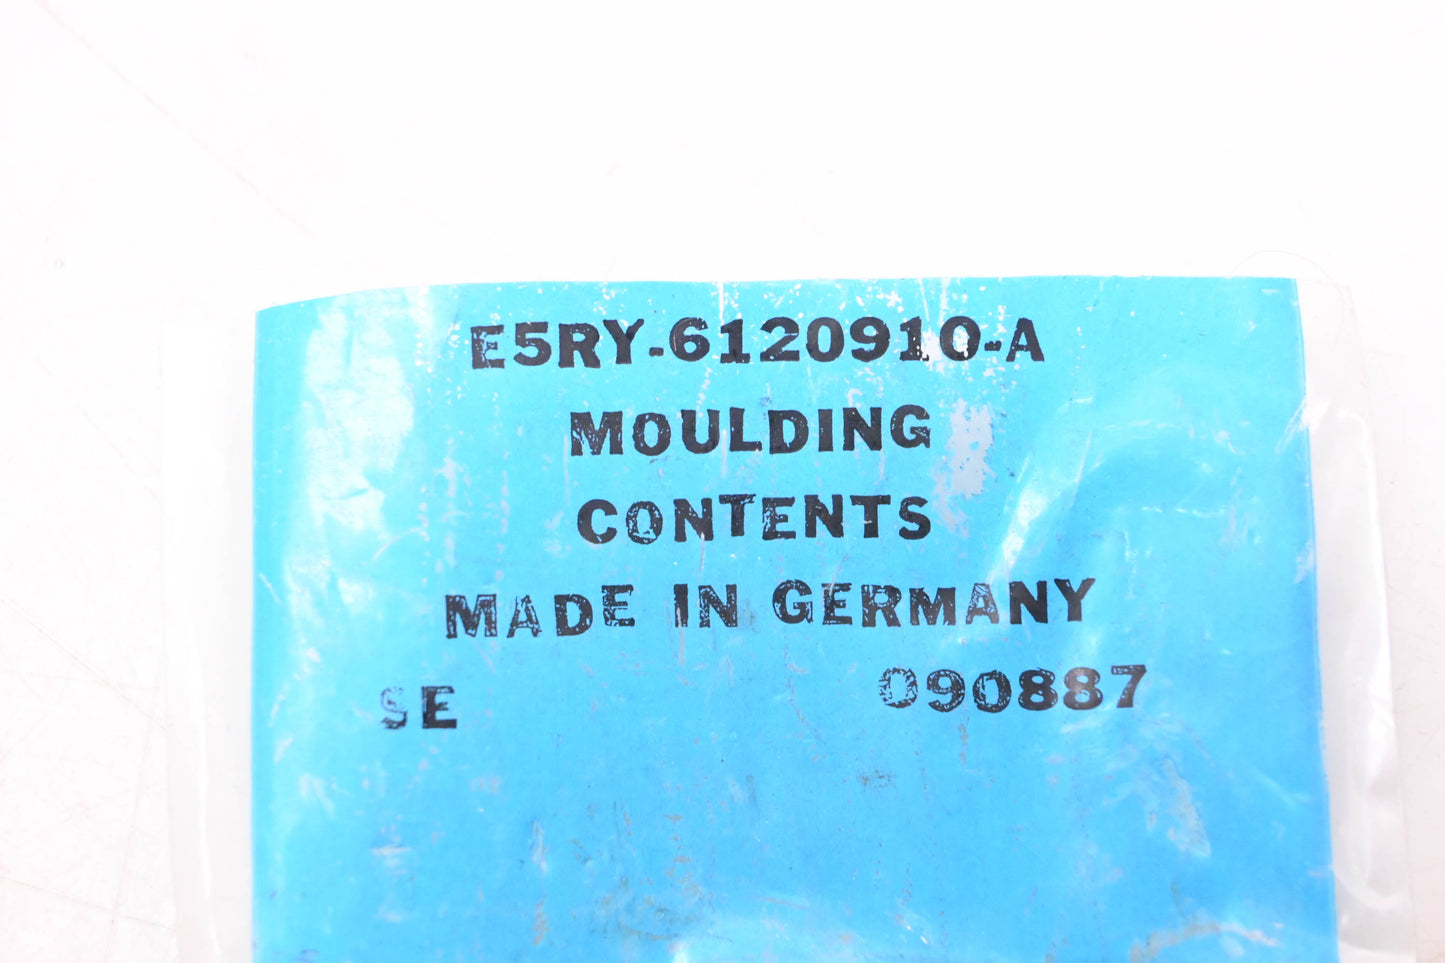 E5RY-6120910-A
MOULDING
CONTENTS
MADE IN GERMANY
SE 090887